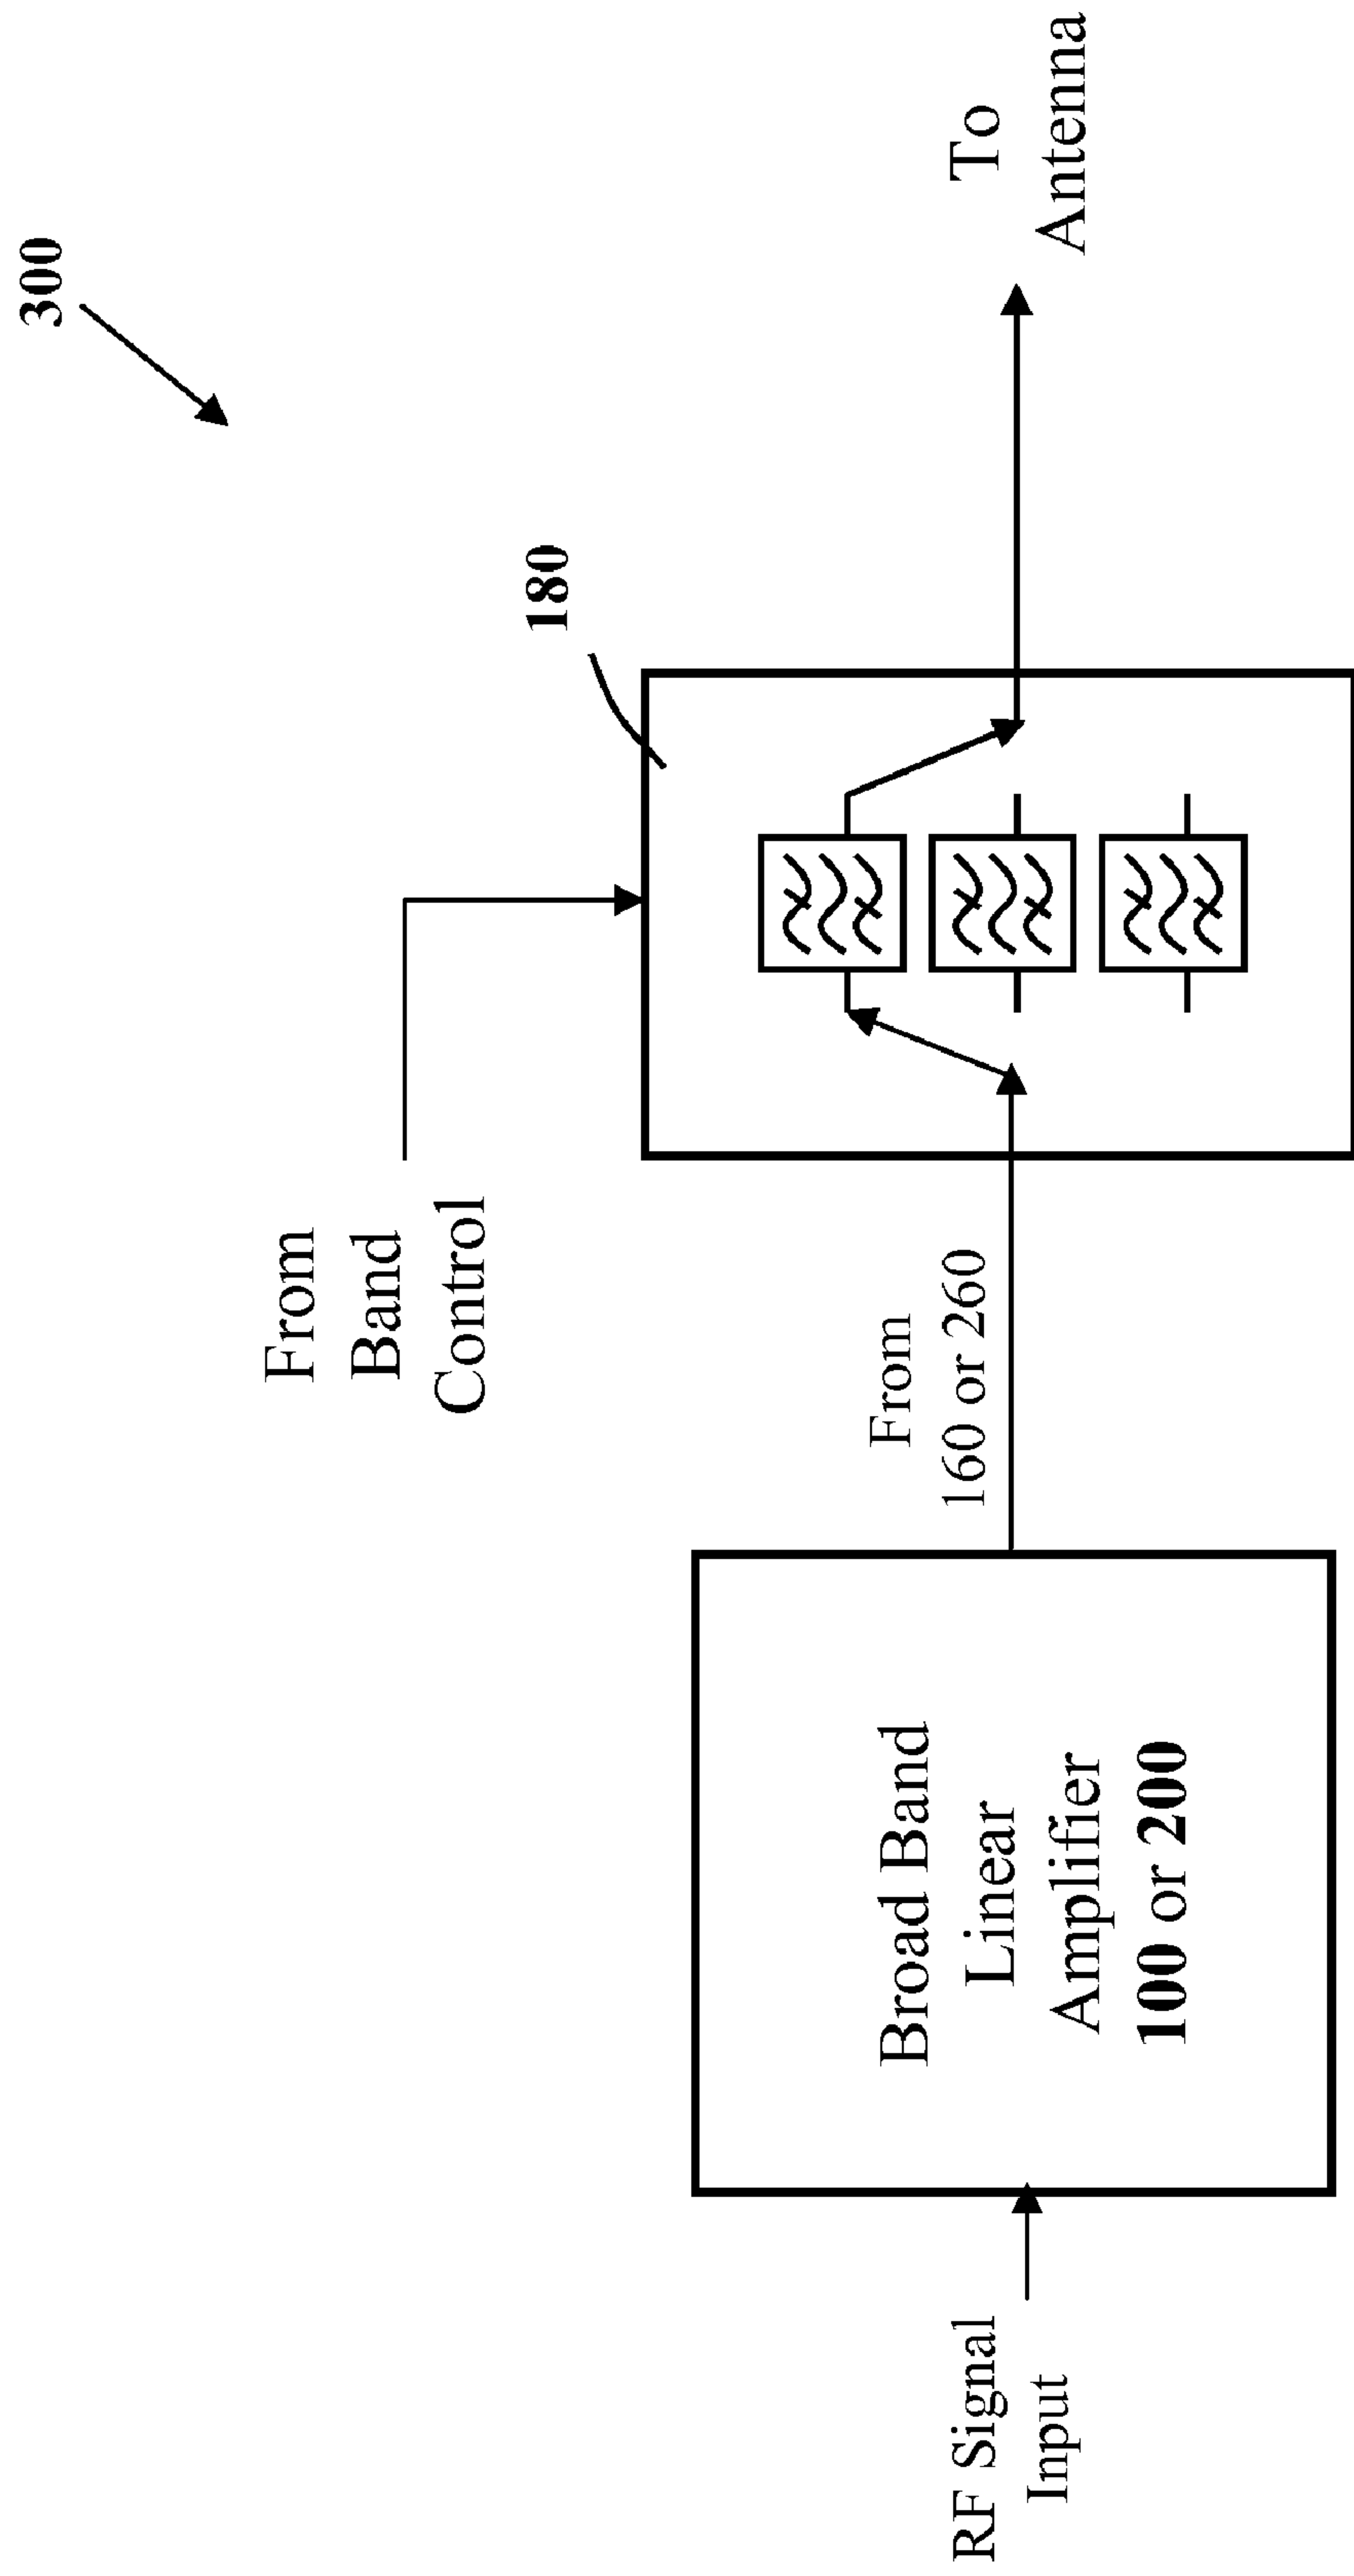 300
From
Band
Control
180
To
Antenna
From
160 or 260
RF Signal
Input
Broad Band
Linear
Amplifier
100 or 200